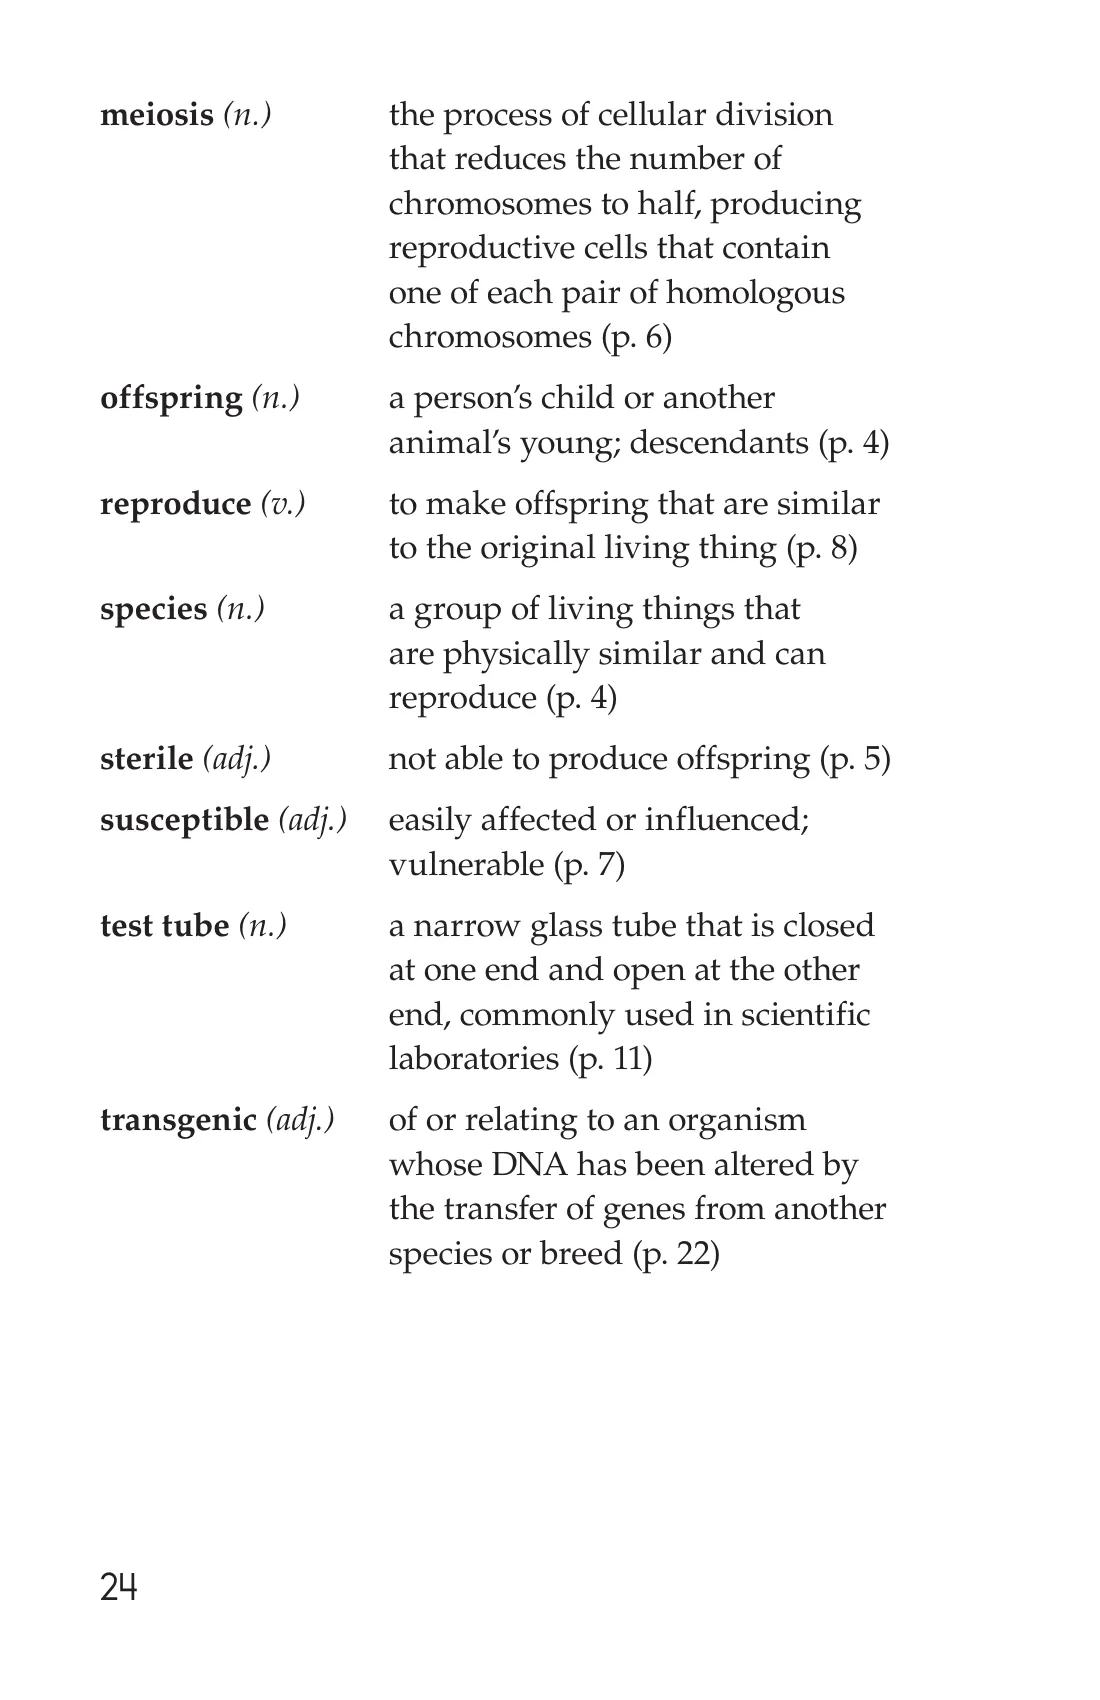 meiosis (n.) the process of cellular division
that reduces the number of
chromosomes to half, producing
reproductive cells that contain
one of each pair of homologous
chromosomes (p. 6)
offspring (n.) a person’s child or another
animal’s young; descendants (p. 4)
reproduce (v.) to make offspring that are similar
to the original living thing (p. 8)
species (n.) a group of living things that
are physically similar and can
reproduce (p. 4)
sterile (adj.) not able to produce offspring (p. 5)
susceptible (adj.) easily affected or influenced;
vulnerable (p. 7)
test tube (n.) a narrow glass tube that is closed
at one end and open at the other
end, commonly used in scientific
laboratories (p. 11)
transgenic (adj.) of or relating to an organism
whose DNA has been altered by
the transfer of genes from another
species or breed (p. 22)
24